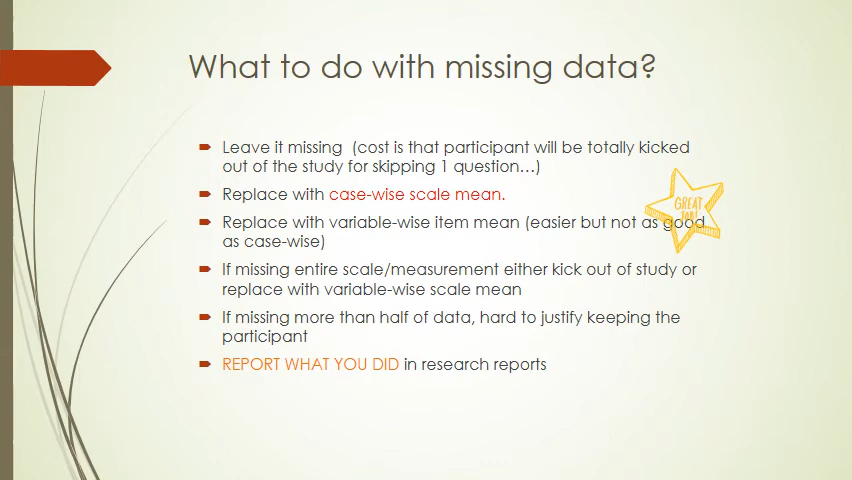 What to do with missing data?
Leave it missing (cost is that participant will be totally kicked
out of the study for skipping 1 question…)
Replace with case-wise scale mean.
GREAT
JOB!
Replace with variable-wise item mean (easier but not as good
as case-wise)
If missing entire scale/measurement either kick out of study or
replace with variable-wise scale mean
If missing more than half of data, hard to justify keeping the
participant
REPORT WHAT YOU DID in research reports